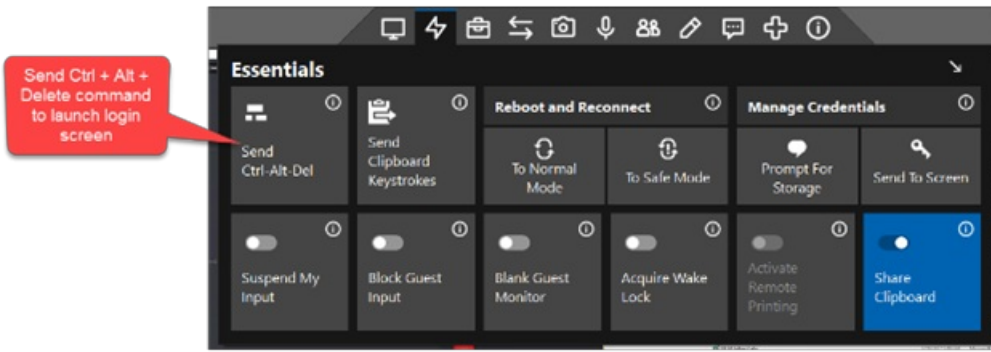 Send Ctrl + Alt +
Delete command
to launch login
screen
Essentials
Send
Ctrl-Alt-Del
Send
Clipboard
Keystrokes
Reboot and Reconnect
To Normal
Mode
To Safe Mode
Manage Credentials
Prompt For
Storage
Send To Screen
Suspend My
Input
Block Guest
Input
Blank Guest
Monitor
Acquire Wake
Lock
Activate
Remote
Printing
Share
Clipboard